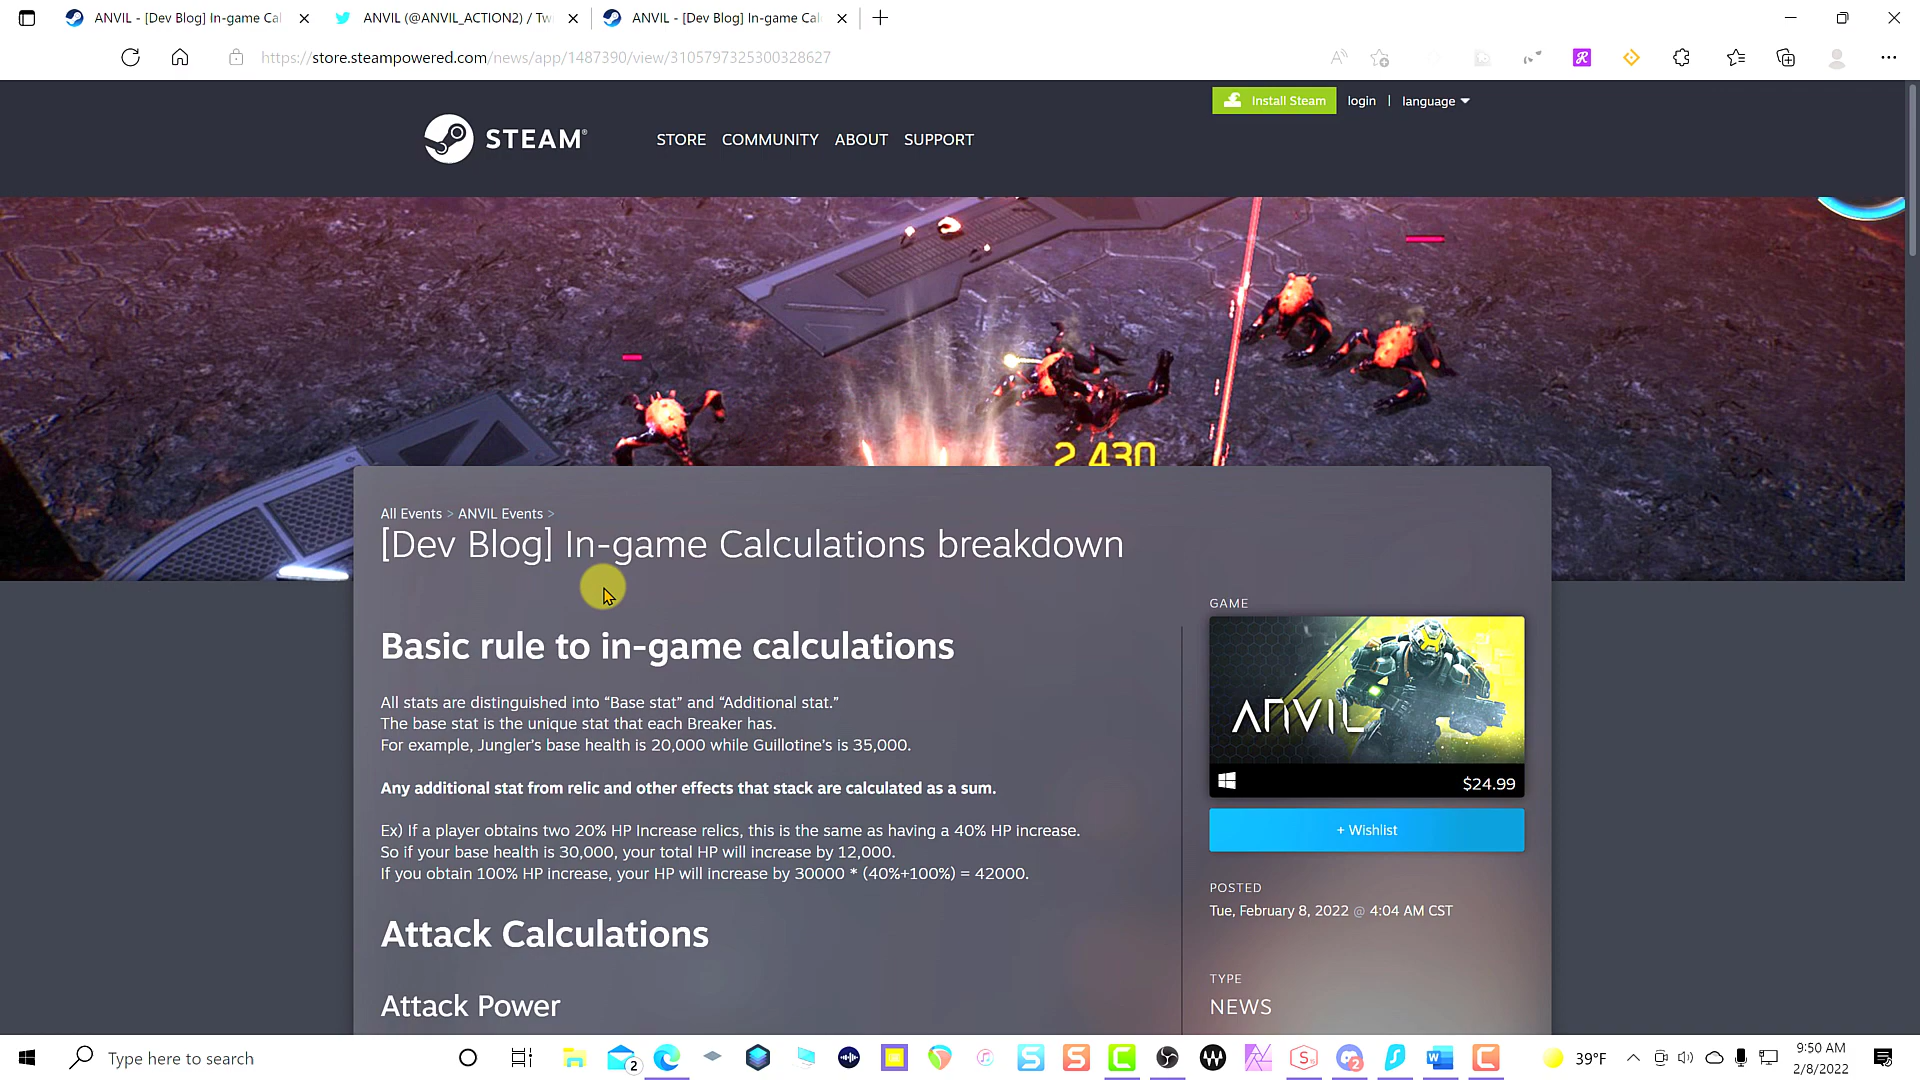 ANVIL - [Dev Blog] In-game Cal
ANVIL (@ANVIL_ACTION2) / Tw
ANVIL - [Dev Blog] In-game Cal
https://store.steampowered.com/news/app/1487390/view/3105797325300328627
Install Steam
login | language
STEAM®
STORE COMMUNITY ABOUT SUPPORT
2,430
All Events > ANVIL Events >
[Dev Blog] In-game Calculations breakdown
Basic rule to in-game calculations
All stats are distinguished into “Base stat” and “Additional stat.”
The base stat is the unique stat that each Breaker has.
For example, Jungler's base health is 20,000 while Guillotine's is 35,000.
Any additional stat from relic and other effects that stack are calculated as a sum.
Ex) If a player obtains two 20% HP Increase relics, this is the same as having a 40% HP increase.
So if your base health is 30,000, your total HP will increase by 12,000.
If you obtain 100% HP increase, your HP will increase by 30000 * (40%+100%) = 42000.
Attack Calculations
Attack Power
GAME
ANVIL
$24.99
+ Wishlist
POSTED
Tue, February 8, 2022 @ 4:04 AM CST
TYPE
NEWS
Type here to search
2
2
39°F
9:50 AM
2/8/2022